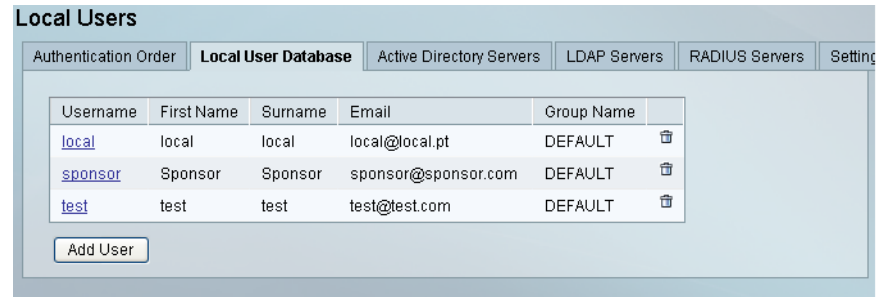 Local Users
Authentication Order Local User Database Active Directory Servers LDAP Servers RADIUS Servers Setting
Username First Name Surname Email Group Name
local local local local@local.pt DEFAULT
sponsor Sponsor Sponsor sponsor@sponsor.com DEFAULT
test test test test@test.com DEFAULT
Add User